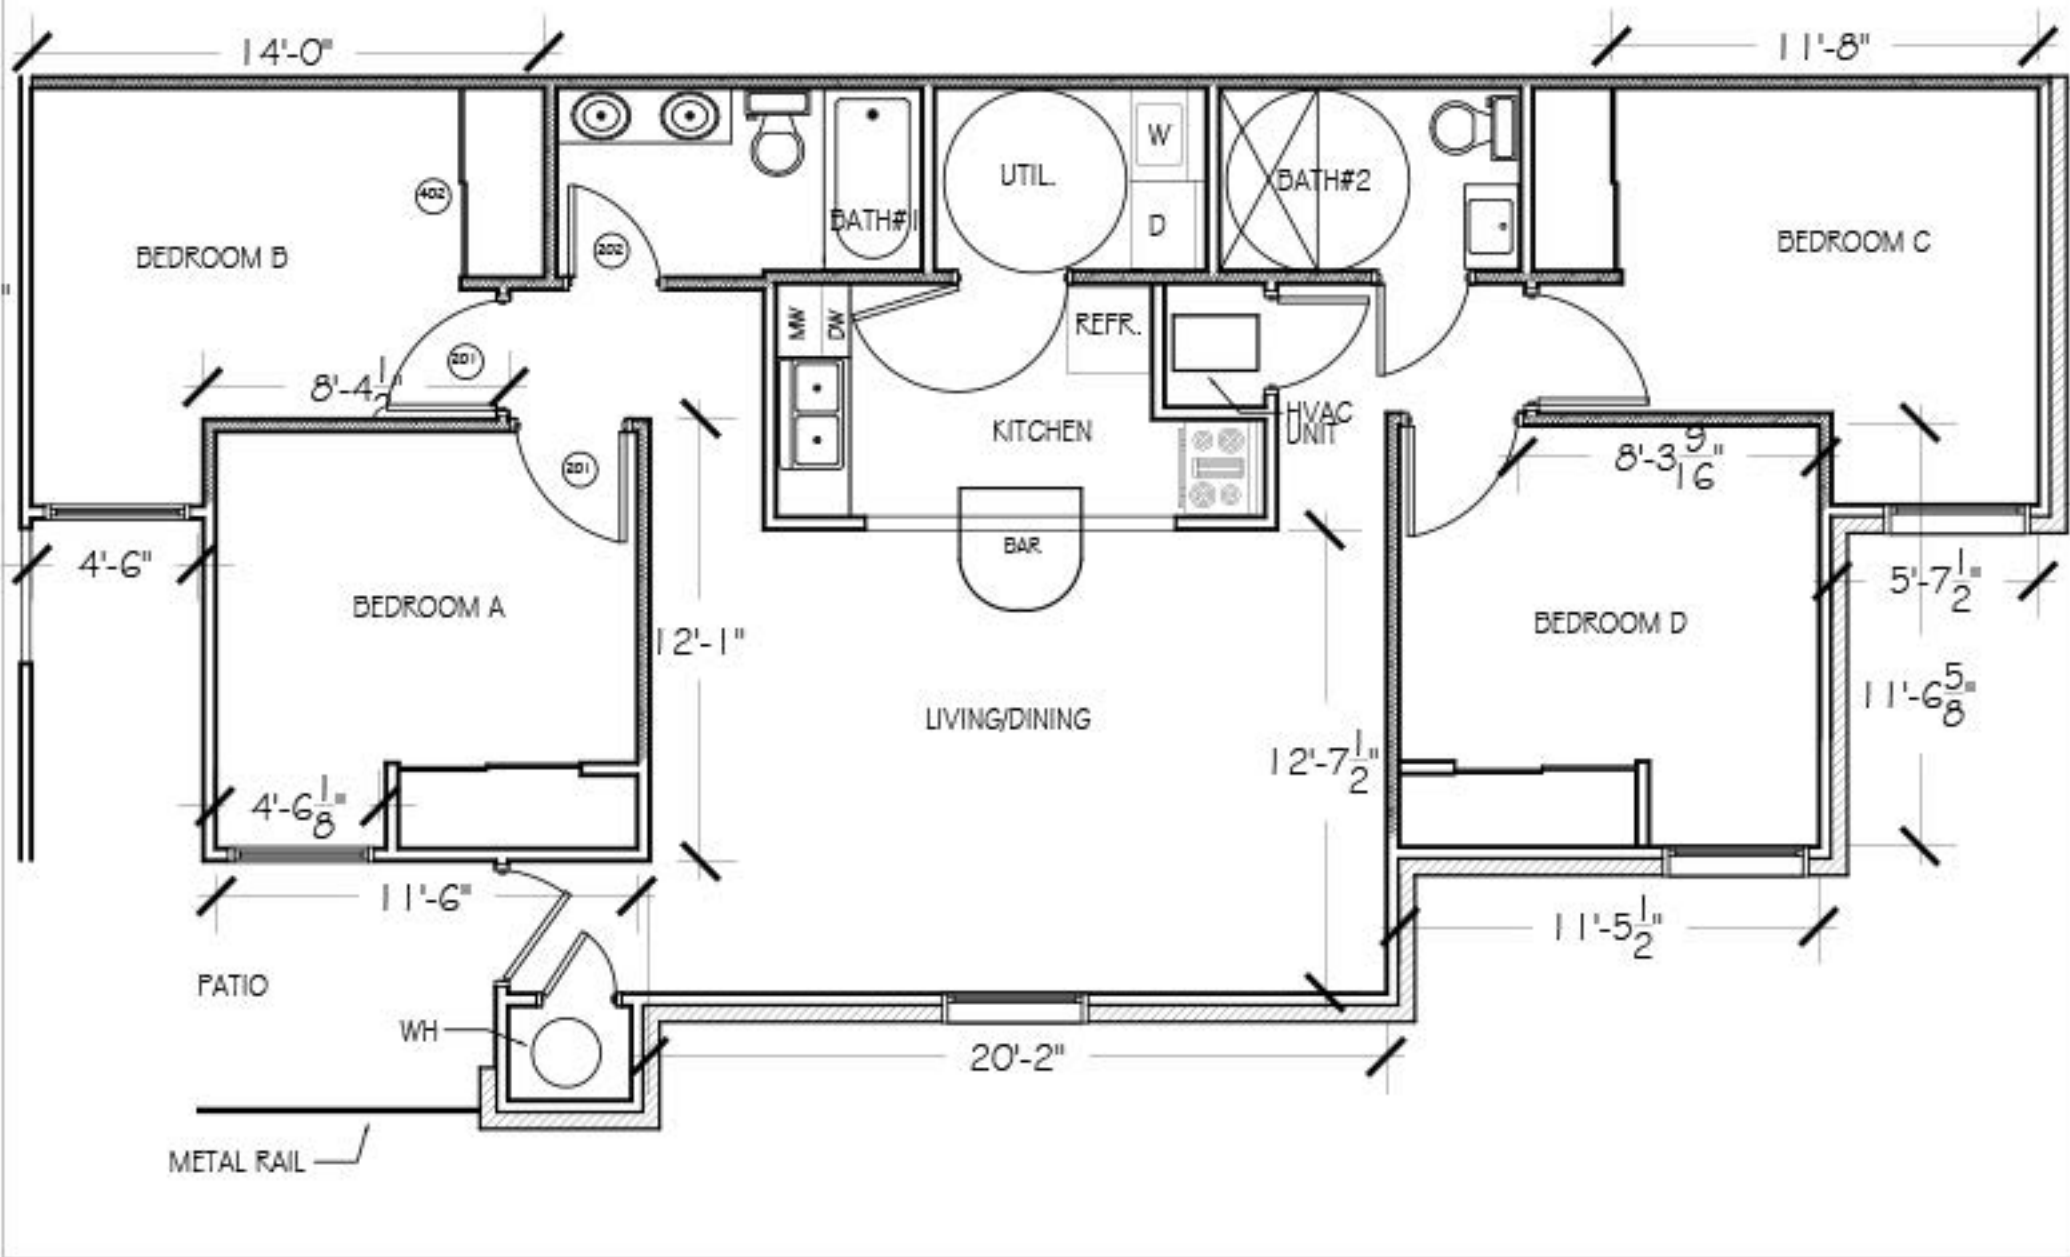 14'-0"
11'-8"
W
UTIL.
BATH#2
402
BATH#1
D
202
BEDROOM B
BEDROOM C
"
MW
DW
REFR.
201
8'-4 1/2"
HVAC
UNIT
KITCHEN
8'-3 9/16"
201
BAR
4'-6"
5'-7 1/2"
BEDROOM A
BEDROOM D
12'-1"
11'-6 5/8"
LIVING/DINING
12'-7 1/2"
4'-6 1/8"
11'-6"
11'-5 1/2"
PATIO
WH
20'-2"
METAL RAIL